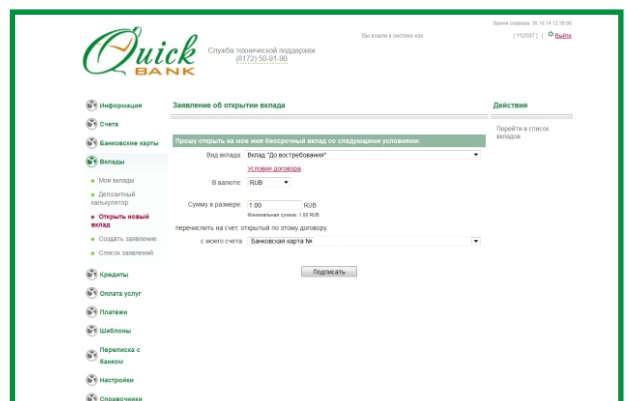 Время сервера: 06.10.14 12:36:06
Вы вошли в систему как [112597] | Выйти
Quick
BANK
Служба технической поддержки
(8172) 50-91-90
Информация
Счета
Банковские карты
Вклады
Мои вклады
Депозитный
калькулятор
Открыть новый
вклад
Создать заявление
Список заявлений
Кредиты
Оплата услуг
Платежи
Шаблоны
Переписка с
банком
Настройки
Справочники
Заявление об открытии вклада
Прошу открыть на мое имя бессрочный вклад со следующими условиями:
Вид вклада: Вклад "До востребования"
Условия договора
В валюте: RUB
Сумму в размере: 1.00 RUB
Минимальная сумма: 1.00 RUB
перечислить на счет, открытый по этому договору,
с моего счета Банковская карта №
Подписать
Действия
Перейти в список
вкладов